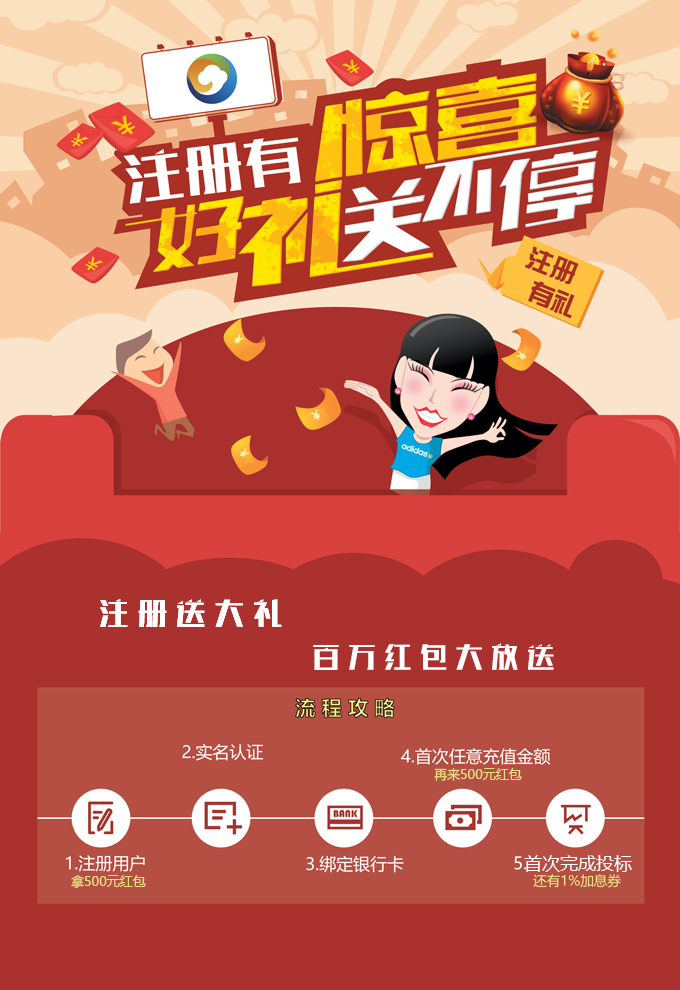 注册有 惊喜
好礼 关不停
注册
有礼
adidas
注册送大礼
百万红包大放送
流程攻略
2.实名认证
4.首次任意充值金额
再来500元红包
BANK
1.注册用户
拿500元红包
3.绑定银行卡
5首次完成投标
还有1%加息券